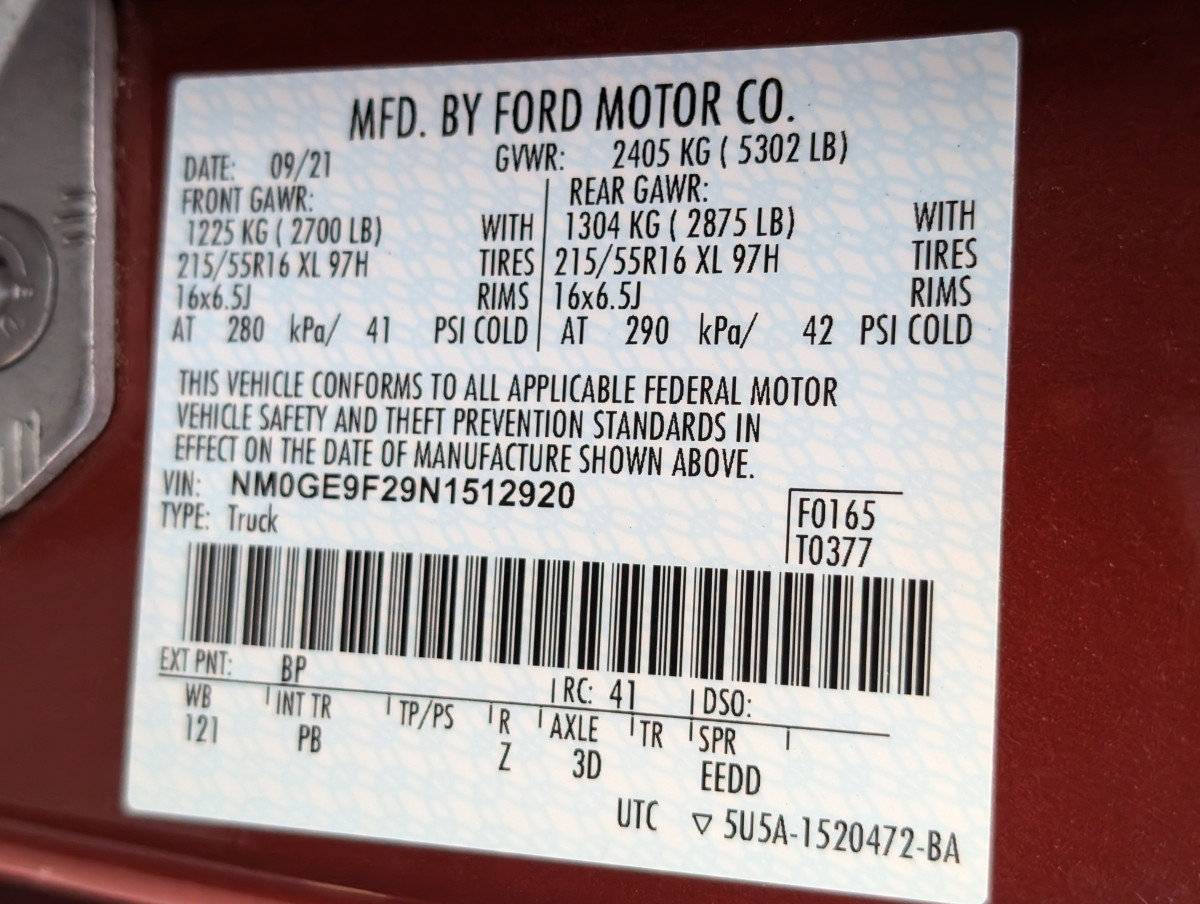 MFD. BY FORD MOTOR CO.
DATE: 09/21 GVWR: 2405 KG ( 5302 LB)
FRONT GAWR: REAR GAWR:
1225 KG ( 2700 LB) WITH 1304 KG ( 2875 LB) WITH
215/55R16 XL 97H TIRES 215/55R16 XL 97H TIRES
16x6.5J RIMS 16x6.5J RIMS
AT 280 kPa/ 41 PSI COLD AT 290 kPa/ 42 PSI COLD
THIS VEHICLE CONFORMS TO ALL APPLICABLE FEDERAL MOTOR
VEHICLE SAFETY AND THEFT PREVENTION STANDARDS IN
EFFECT ON THE DATE OF MANUFACTURE SHOWN ABOVE.
VIN: NM0GE9F29N1512920
TYPE: Truck
F0165
T0377
EXT PNT: BP RC: 41 DSO:
WB INT TR TP/PS R AXLE TR SPR
121 PB Z 3D EEDD
UTC ▽ 5U5A-1520472-BA